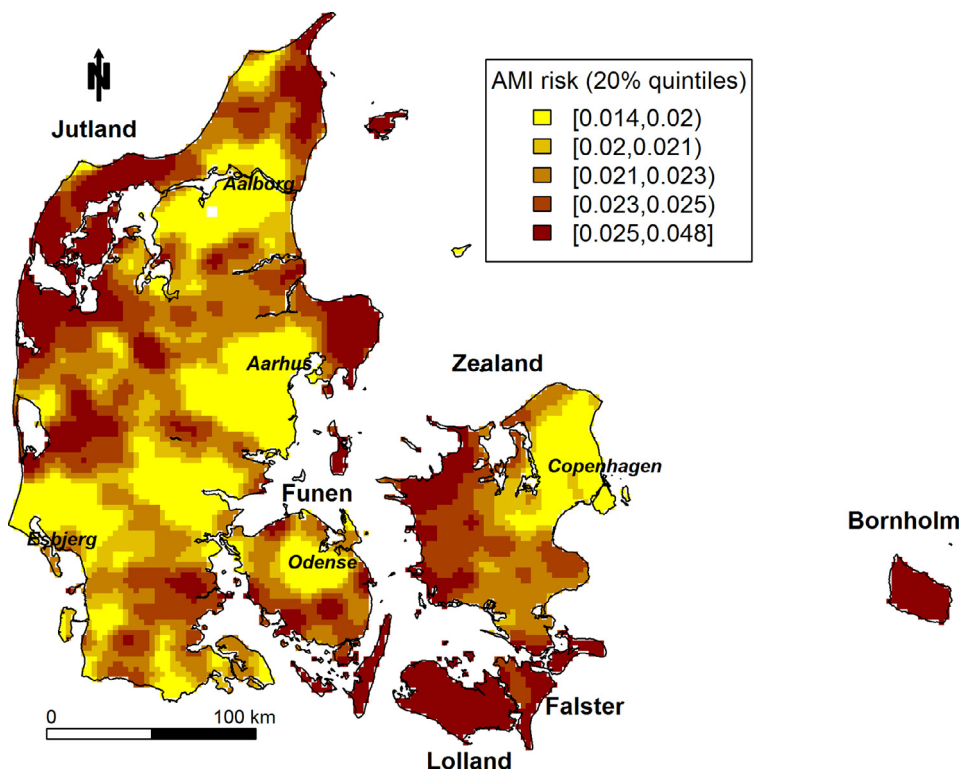 N
Jutland
AMI risk (20% quintiles)
[0.014,0.02)
[0.02,0.021)
[0.021,0.023)
[0.023,0.025)
[0.025,0.048]
Aalborg
Aarhus
Zealand
Copenhagen
Funen
Bornholm
Esbjerg
Odense
0 100 km
Falster
Lolland